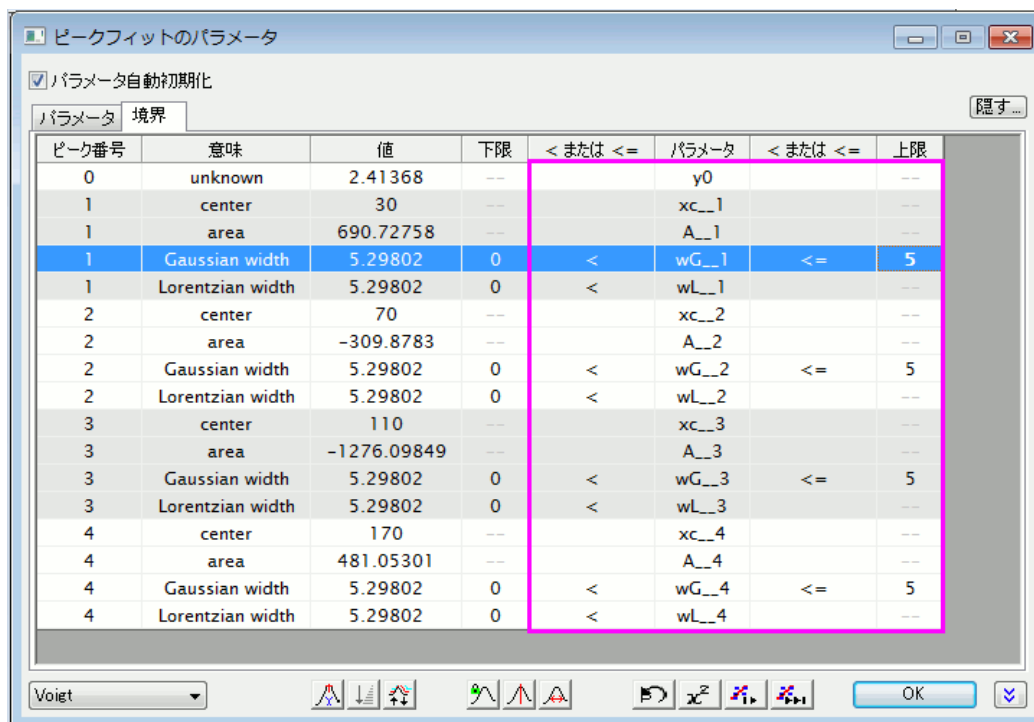 ピークフィットのパラメータ
パラメータ自動初期化
パラメータ 境界 隠す...
ピーク番号 意味 値 下限 < または <= パラメータ < または <= 上限
0 unknown 2.41368 -- y0 --
1 center 30 -- xc__1 --
1 area 690.72758 -- A__1 --
1 Gaussian width 5.29802 0 < wG__1 <= 5
1 Lorentzian width 5.29802 0 < wL__1 --
2 center 70 -- xc__2 --
2 area -309.8783 -- A__2 --
2 Gaussian width 5.29802 0 < wG__2 <= 5
2 Lorentzian width 5.29802 0 < wL__2 --
3 center 110 -- xc__3 --
3 area -1276.09849 -- A__3 --
3 Gaussian width 5.29802 0 < wG__3 <= 5
3 Lorentzian width 5.29802 0 < wL__3 --
4 center 170 -- xc__4 --
4 area 481.05301 -- A__4 --
4 Gaussian width 5.29802 0 < wG__4 <= 5
4 Lorentzian width 5.29802 0 < wL__4 --
Voigt OK